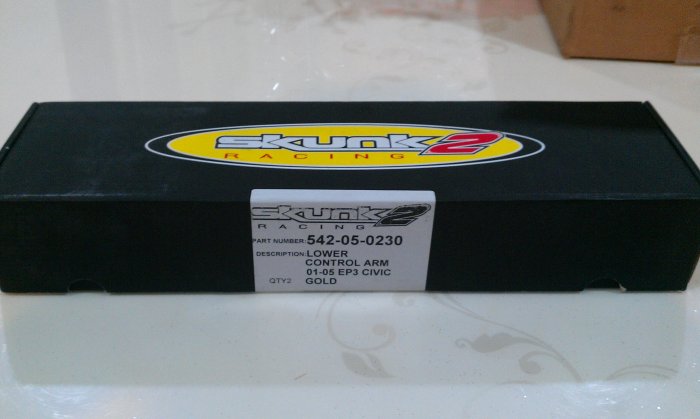 SKUNK2
RACING
SKUNK2
RACING
PART NUMBER: 542-05-0230
DESCRIPTION: LOWER
CONTROL ARM
01-05 EP3 CIVIC
QTY2 GOLD